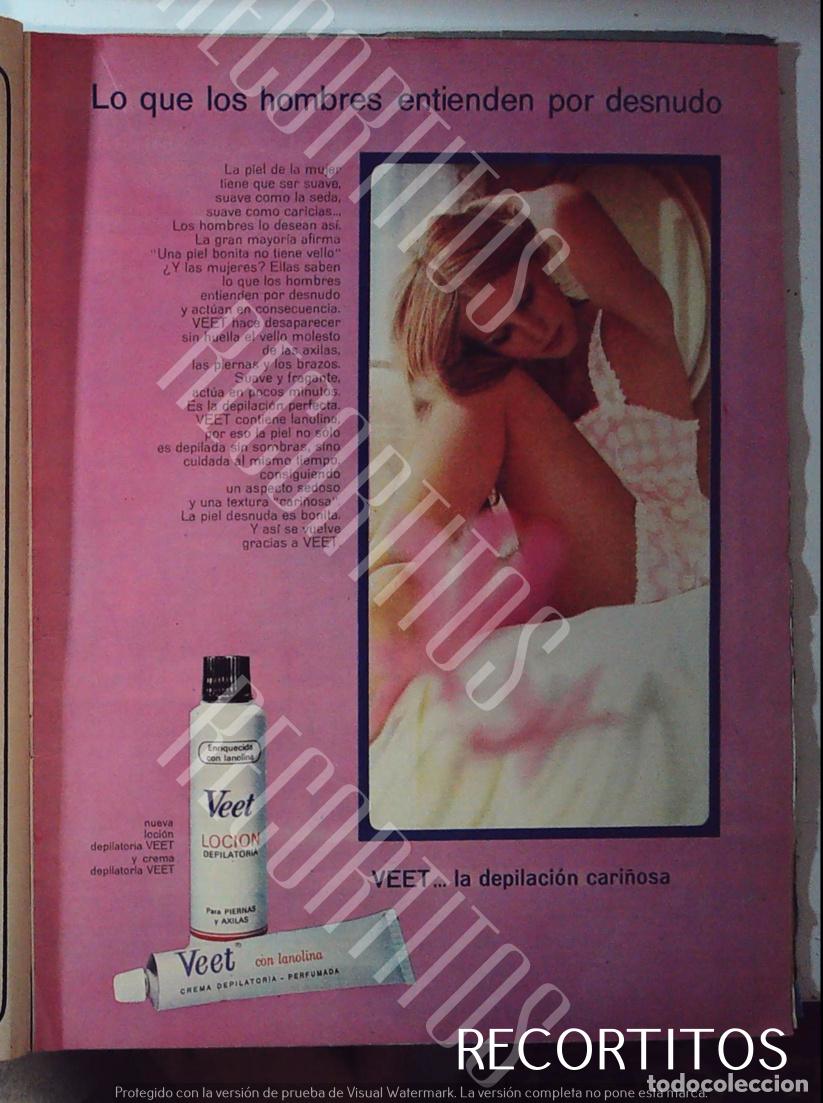 Lo que los hombres entienden por desnudo
La piel de la mujer
tiene que ser suave,
suave como la seda,
suave como caricias...
Los hombres lo desean así.
La gran mayoría afirma
"Una piel bonita no tiene vello"
¿Y las mujeres? Ellas saben
lo que los hombres
entienden por desnudo
y actúan en consecuencia.
VEET hace desaparecer
sin huella el vello molesto
de las axilas,
las piernas y los brazos.
Suave y fragante,
actúa en pocos minutos.
Es la depilación perfecta.
VEET contiene lanolina,
por eso la piel no sólo
es depilada sin sombras, sino
cuidada al mismo tiempo,
consiguiendo
un aspecto sedoso
y una textura "cariñosa".
La piel desnuda es bonita.
Y así se vuelve
gracias a VEET.
Enriquecida
con lanolina
Veet
LOCION
DEPILATORIA
Para PIERNAS
y AXILAS
nueva
loción
depilatoria VEET
y crema
depilatoria VEET
VEET... la depilación cariñosa
Veet® con lanolina
CREMA DEPILATORIA - PERFUMADA
RECORTITOS
RECORTITOS
RECORTITOS
RECORTITOS
todocoleccion
Protegido con la versión de prueba de Visual Watermark. La versión completa no pone esta marca.